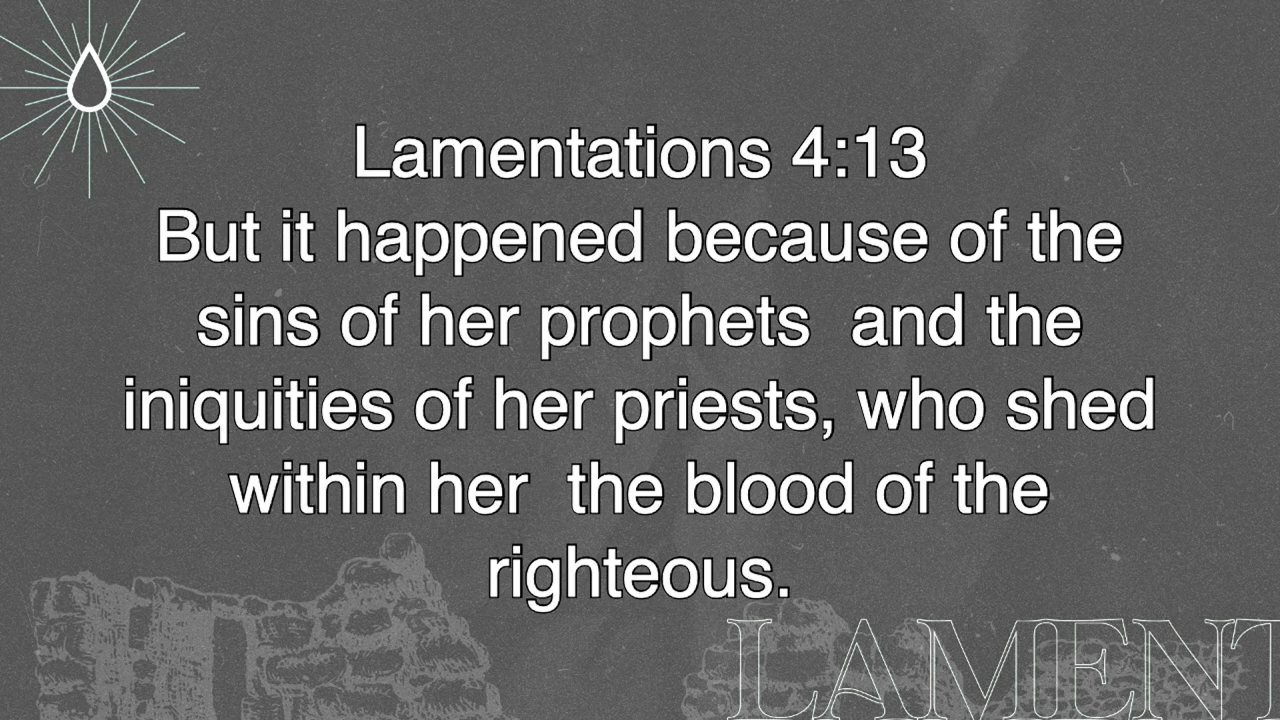 Lamentations 4:13
But it happened because of the
sins of her prophets  and the
iniquities of her priests, who shed
within her  the blood of the
righteous.
LAMENT